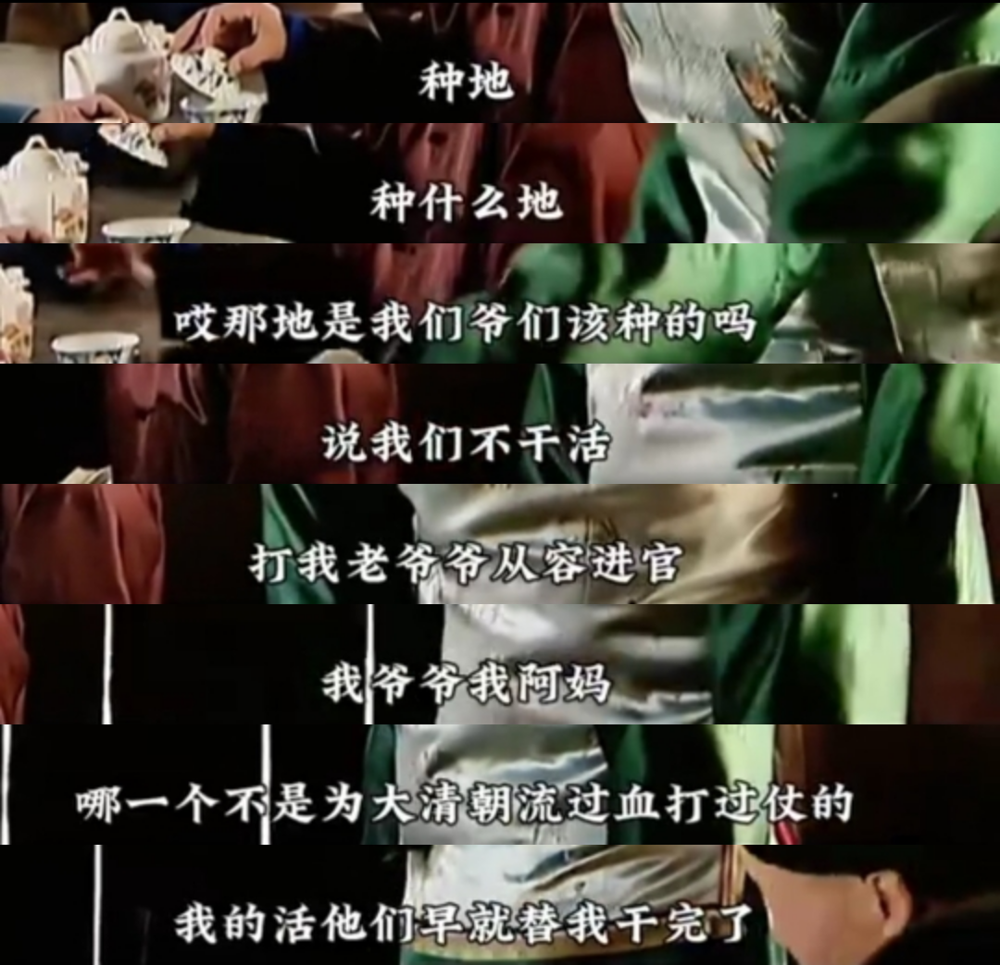 种地
种什么地
哎那地是我们爷们该种的吗
说我们不干活
打我老爷爷从容进官
我爷爷我阿妈
哪一个不是为大清朝流过血打过仗的
我的活他们早就替我干完了